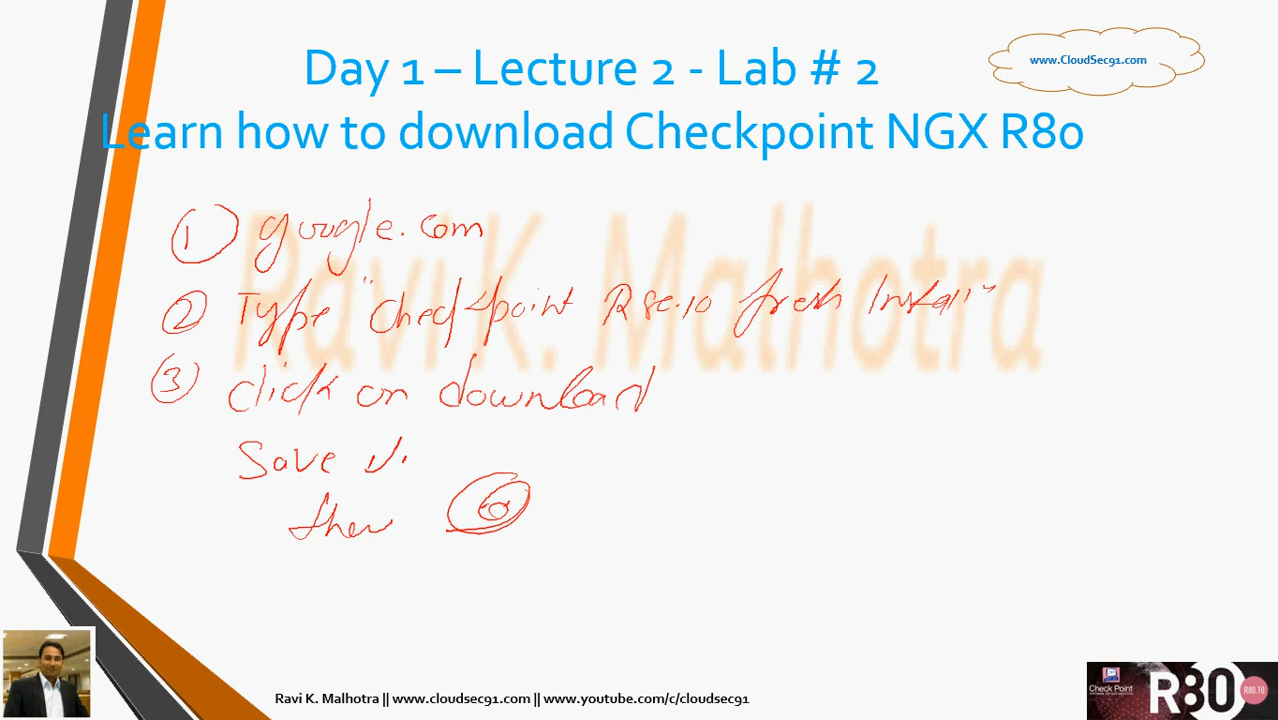 Day 1 – Lecture 2 - Lab # 2
www.CloudSec91.com
Learn how to download Checkpoint NGX R80
Ravi K. Malhotra
1 google.com
2 Type "Checkpoint R80.10 fresh Install"
3 click on download
Save
then
Ravi K. Malhotra || www.cloudsec91.com || www.youtube.com/c/cloudsec91
Check Point
R80
R80.10